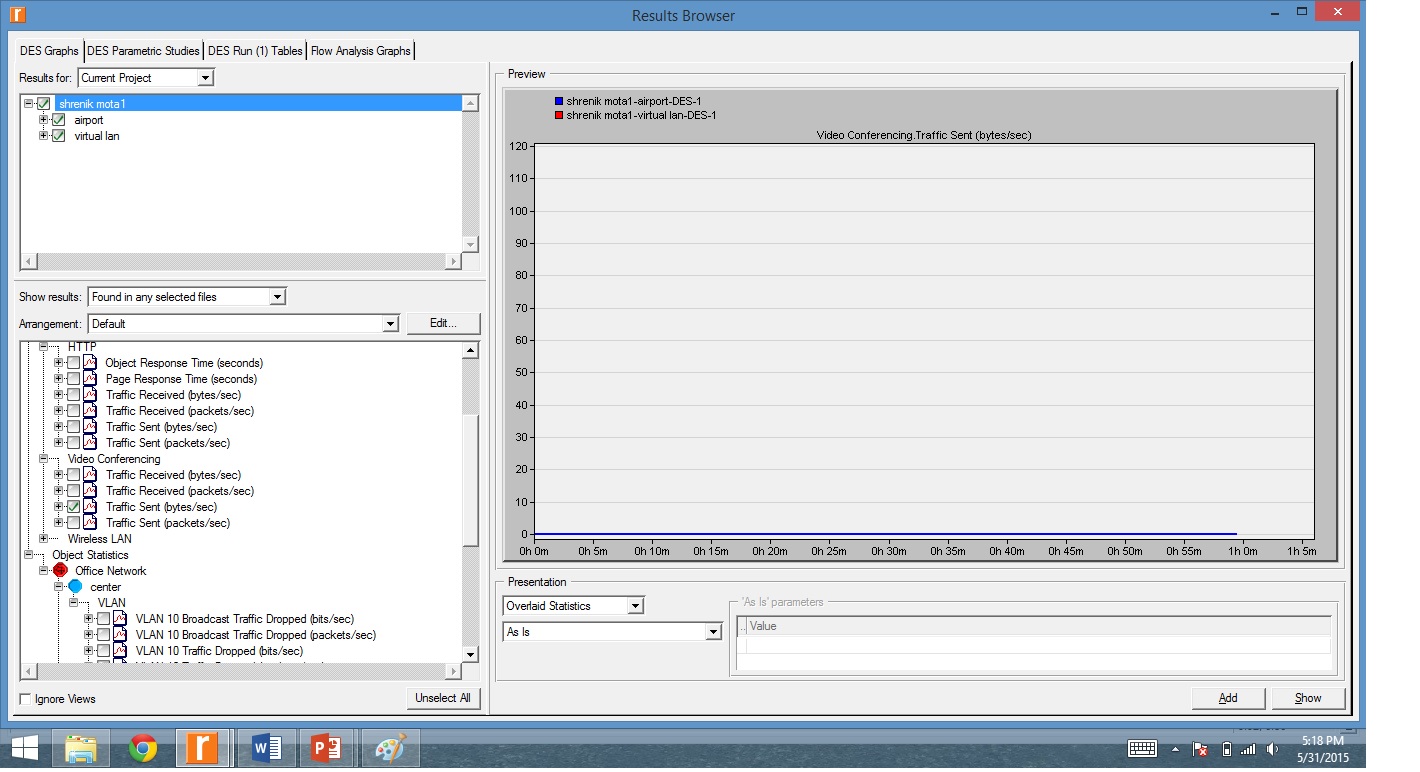 Results Browser
DES Graphs DES Parametric Studies DES Run (1) Tables Flow Analysis Graphs
Results for: Current Project
shrenik mota1
airport
virtual lan
Show results: Found in any selected files
Arrangement: Default Edit...
HTTP
Object Response Time (seconds)
Page Response Time (seconds)
Traffic Received (bytes/sec)
Traffic Received (packets/sec)
Traffic Sent (bytes/sec)
Traffic Sent (packets/sec)
Video Conferencing
Traffic Received (bytes/sec)
Traffic Received (packets/sec)
Traffic Sent (bytes/sec)
Traffic Sent (packets/sec)
Wireless LAN
Object Statistics
Office Network
center
VLAN
VLAN 10 Broadcast Traffic Dropped (bits/sec)
VLAN 10 Broadcast Traffic Dropped (packets/sec)
VLAN 10 Traffic Dropped (bits/sec)
Ignore Views Unselect All
Preview
shrenik mota1-airport-DES-1
shrenik mota1-virtual lan-DES-1
Video Conferencing.Traffic Sent (bytes/sec)
120
110
100
90
80
70
60
50
40
30
20
10
0
0h 0m 0h 5m 0h 10m 0h 15m 0h 20m 0h 25m 0h 30m 0h 35m 0h 40m 0h 45m 0h 50m 0h 55m 1h 0m 1h 5m
Presentation
Overlaid Statistics
As Is
'As Is' parameters
... Value
Add Show
5:18 PM
5/31/2015